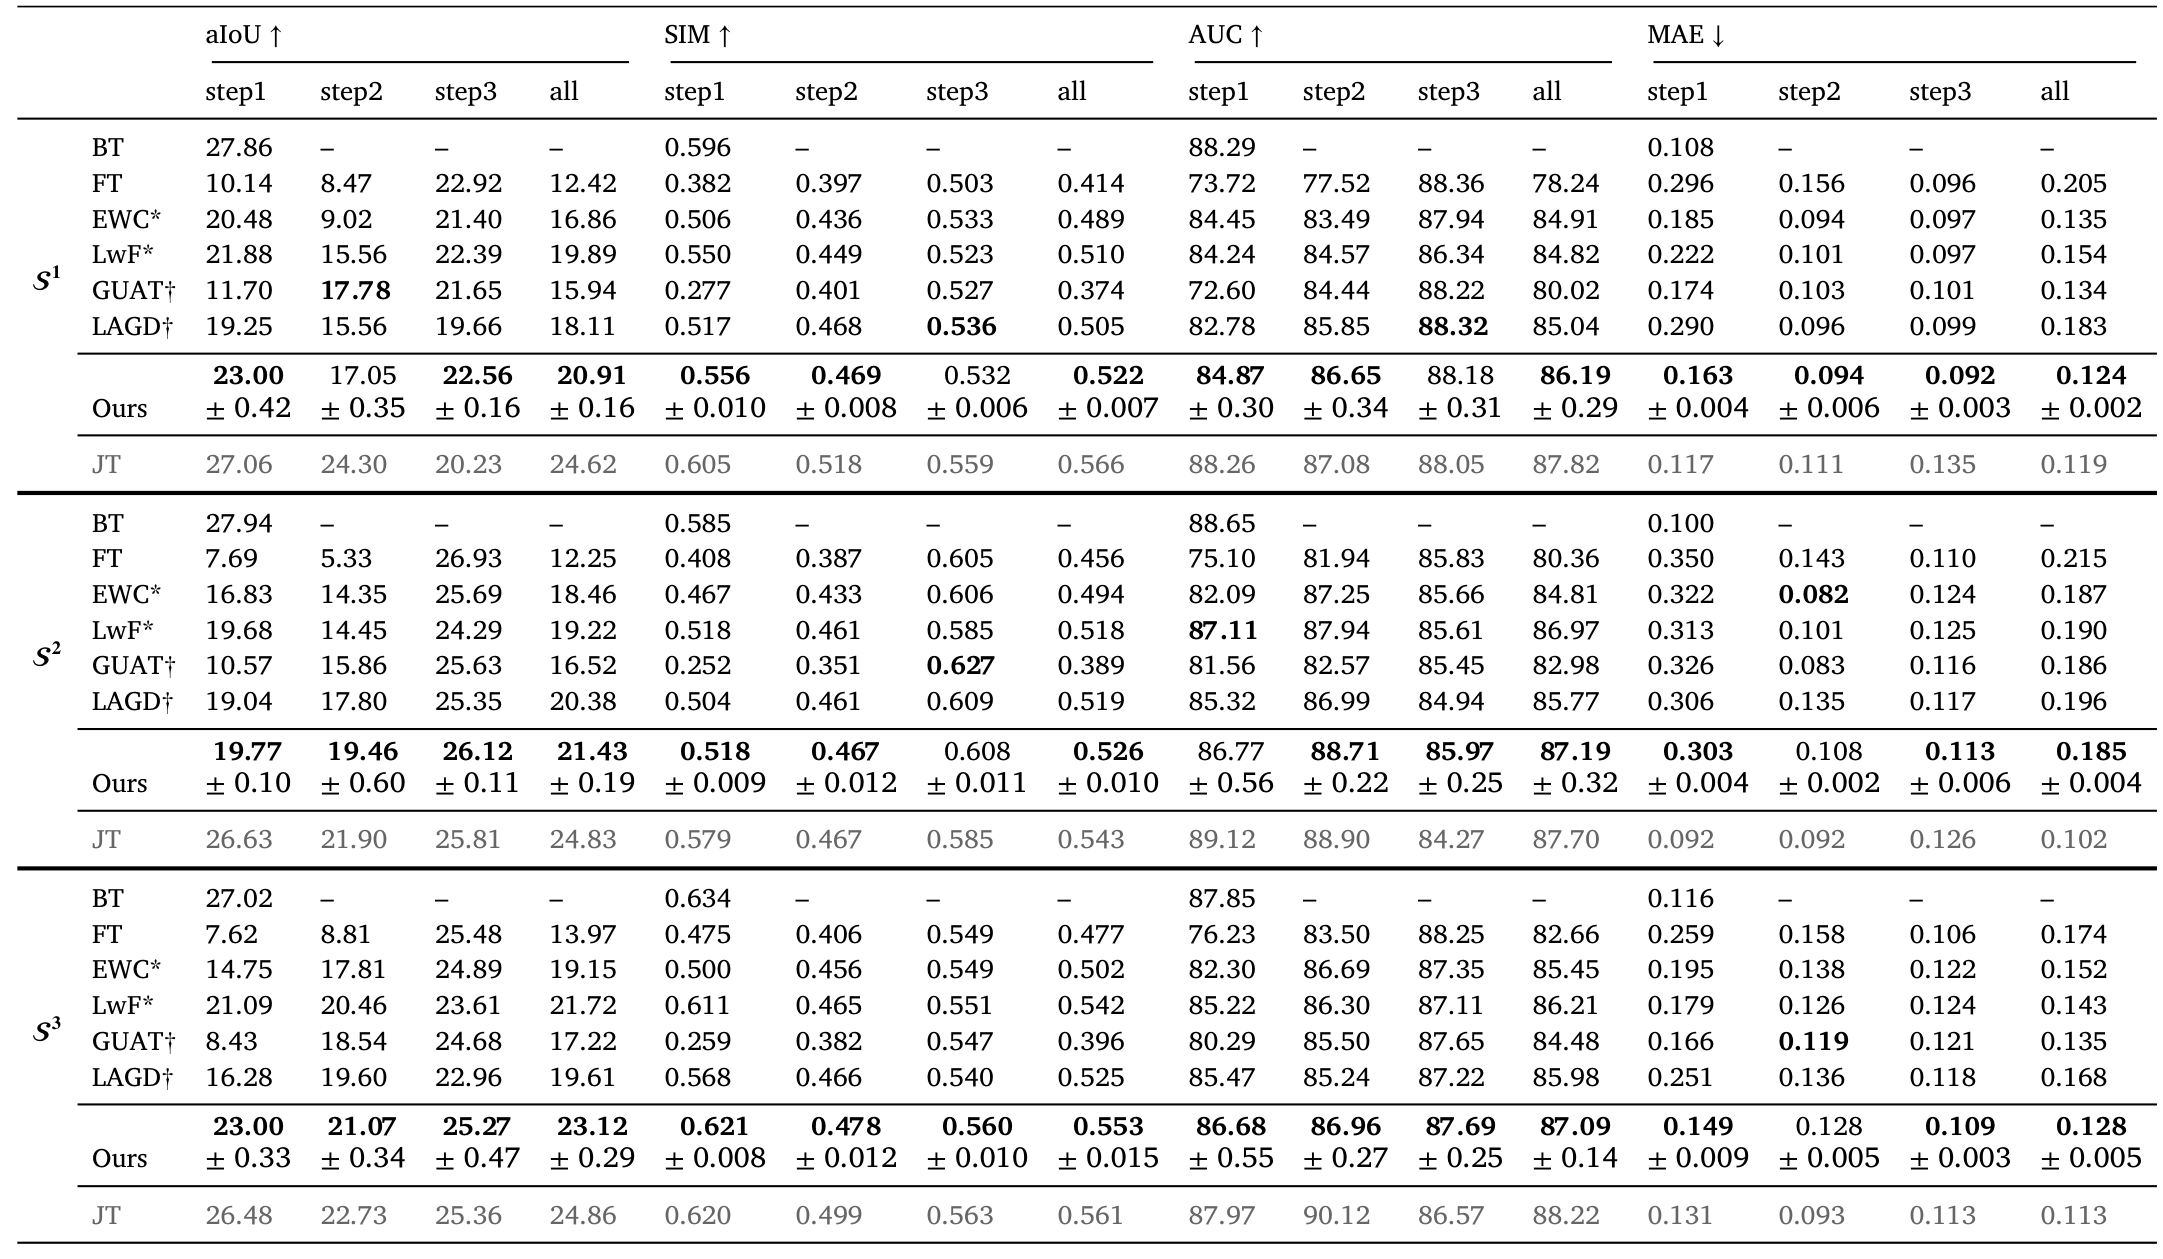 aIoU ↑ SIM ↑ AUC ↑ MAE ↓
step1 step2 step3 all step1 step2 step3 all step1 step2 step3 all step1 step2 step3 all
BT 27.86 – – – 0.596 – – – 88.29 – – – 0.108 – – –
FT 10.14 8.47 22.92 12.42 0.382 0.397 0.503 0.414 73.72 77.52 88.36 78.24 0.296 0.156 0.096 0.205
EWC* 20.48 9.02 21.40 16.86 0.506 0.436 0.533 0.489 84.45 83.49 87.94 84.91 0.185 0.094 0.097 0.135
LwF* 21.88 15.56 22.39 19.89 0.550 0.449 0.523 0.510 84.24 84.57 86.34 84.82 0.222 0.101 0.097 0.154
S¹
GUAT† 11.70 17.78 21.65 15.94 0.277 0.401 0.527 0.374 72.60 84.44 88.22 80.02 0.174 0.103 0.101 0.134
LAGD† 19.25 15.56 19.66 18.11 0.517 0.468 0.536 0.505 82.78 85.85 88.32 85.04 0.290 0.096 0.099 0.183
23.00 17.05 22.56 20.91 0.556 0.469 0.532 0.522 84.87 86.65 88.18 86.19 0.163 0.094 0.092 0.124
Ours ± 0.42 ± 0.35 ± 0.16 ± 0.16 ± 0.010 ± 0.008 ± 0.006 ± 0.007 ± 0.30 ± 0.34 ± 0.31 ± 0.29 ± 0.004 ± 0.006 ± 0.003 ± 0.002
JT 27.06 24.30 20.23 24.62 0.605 0.518 0.559 0.566 88.26 87.08 88.05 87.82 0.117 0.111 0.135 0.119
BT 27.94 – – – 0.585 – – – 88.65 – – – 0.100 – – –
FT 7.69 5.33 26.93 12.25 0.408 0.387 0.605 0.456 75.10 81.94 85.83 80.36 0.350 0.143 0.110 0.215
EWC* 16.83 14.35 25.69 18.46 0.467 0.433 0.606 0.494 82.09 87.25 85.66 84.81 0.322 0.082 0.124 0.187
LwF* 19.68 14.45 24.29 19.22 0.518 0.461 0.585 0.518 87.11 87.94 85.61 86.97 0.313 0.101 0.125 0.190
S²
GUAT† 10.57 15.86 25.63 16.52 0.252 0.351 0.627 0.389 81.56 82.57 85.45 82.98 0.326 0.083 0.116 0.186
LAGD† 19.04 17.80 25.35 20.38 0.504 0.461 0.609 0.519 85.32 86.99 84.94 85.77 0.306 0.135 0.117 0.196
19.77 19.46 26.12 21.43 0.518 0.467 0.608 0.526 86.77 88.71 85.97 87.19 0.303 0.108 0.113 0.185
Ours ± 0.10 ± 0.60 ± 0.11 ± 0.19 ± 0.009 ± 0.012 ± 0.011 ± 0.010 ± 0.56 ± 0.22 ± 0.25 ± 0.32 ± 0.004 ± 0.002 ± 0.006 ± 0.004
JT 26.63 21.90 25.81 24.83 0.579 0.467 0.585 0.543 89.12 88.90 84.27 87.70 0.092 0.092 0.126 0.102
BT 27.02 – – – 0.634 – – – 87.85 – – – 0.116 – – –
FT 7.62 8.81 25.48 13.97 0.475 0.406 0.549 0.477 76.23 83.50 88.25 82.66 0.259 0.158 0.106 0.174
EWC* 14.75 17.81 24.89 19.15 0.500 0.456 0.549 0.502 82.30 86.69 87.35 85.45 0.195 0.138 0.122 0.152
LwF* 21.09 20.46 23.61 21.72 0.611 0.465 0.551 0.542 85.22 86.30 87.11 86.21 0.179 0.126 0.124 0.143
S³
GUAT† 8.43 18.54 24.68 17.22 0.259 0.382 0.547 0.396 80.29 85.50 87.65 84.48 0.166 0.119 0.121 0.135
LAGD† 16.28 19.60 22.96 19.61 0.568 0.466 0.540 0.525 85.47 85.24 87.22 85.98 0.251 0.136 0.118 0.168
23.00 21.07 25.27 23.12 0.621 0.478 0.560 0.553 86.68 86.96 87.69 87.09 0.149 0.128 0.109 0.128
Ours ± 0.33 ± 0.34 ± 0.47 ± 0.29 ± 0.008 ± 0.012 ± 0.010 ± 0.015 ± 0.55 ± 0.27 ± 0.25 ± 0.14 ± 0.009 ± 0.005 ± 0.003 ± 0.005
JT 26.48 22.73 25.36 24.86 0.620 0.499 0.563 0.561 87.97 90.12 86.57 88.22 0.131 0.093 0.113 0.113